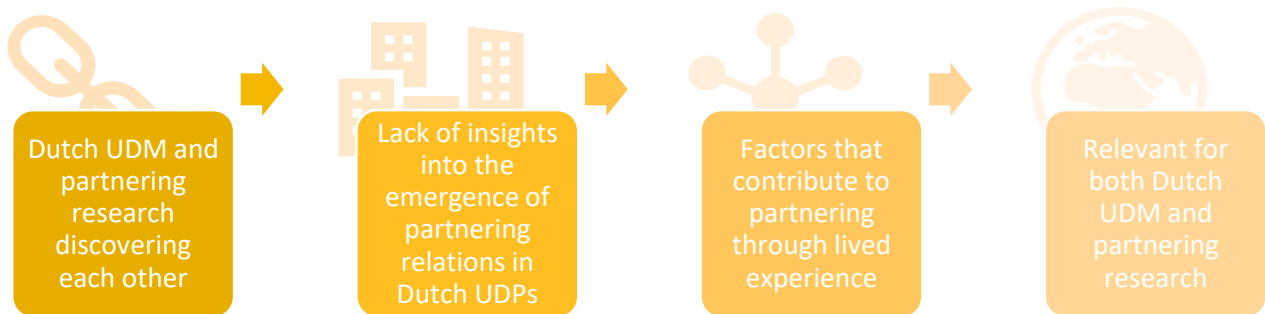 Dutch UDM and
partnering
research
discovering
each other
Lack of insights
into the
emergence of
partnering
relations in
Dutch UDPs
Factors that
contribute to
partnering
through lived
experience
Relevant for
both Dutch
UDM and
partnering
research